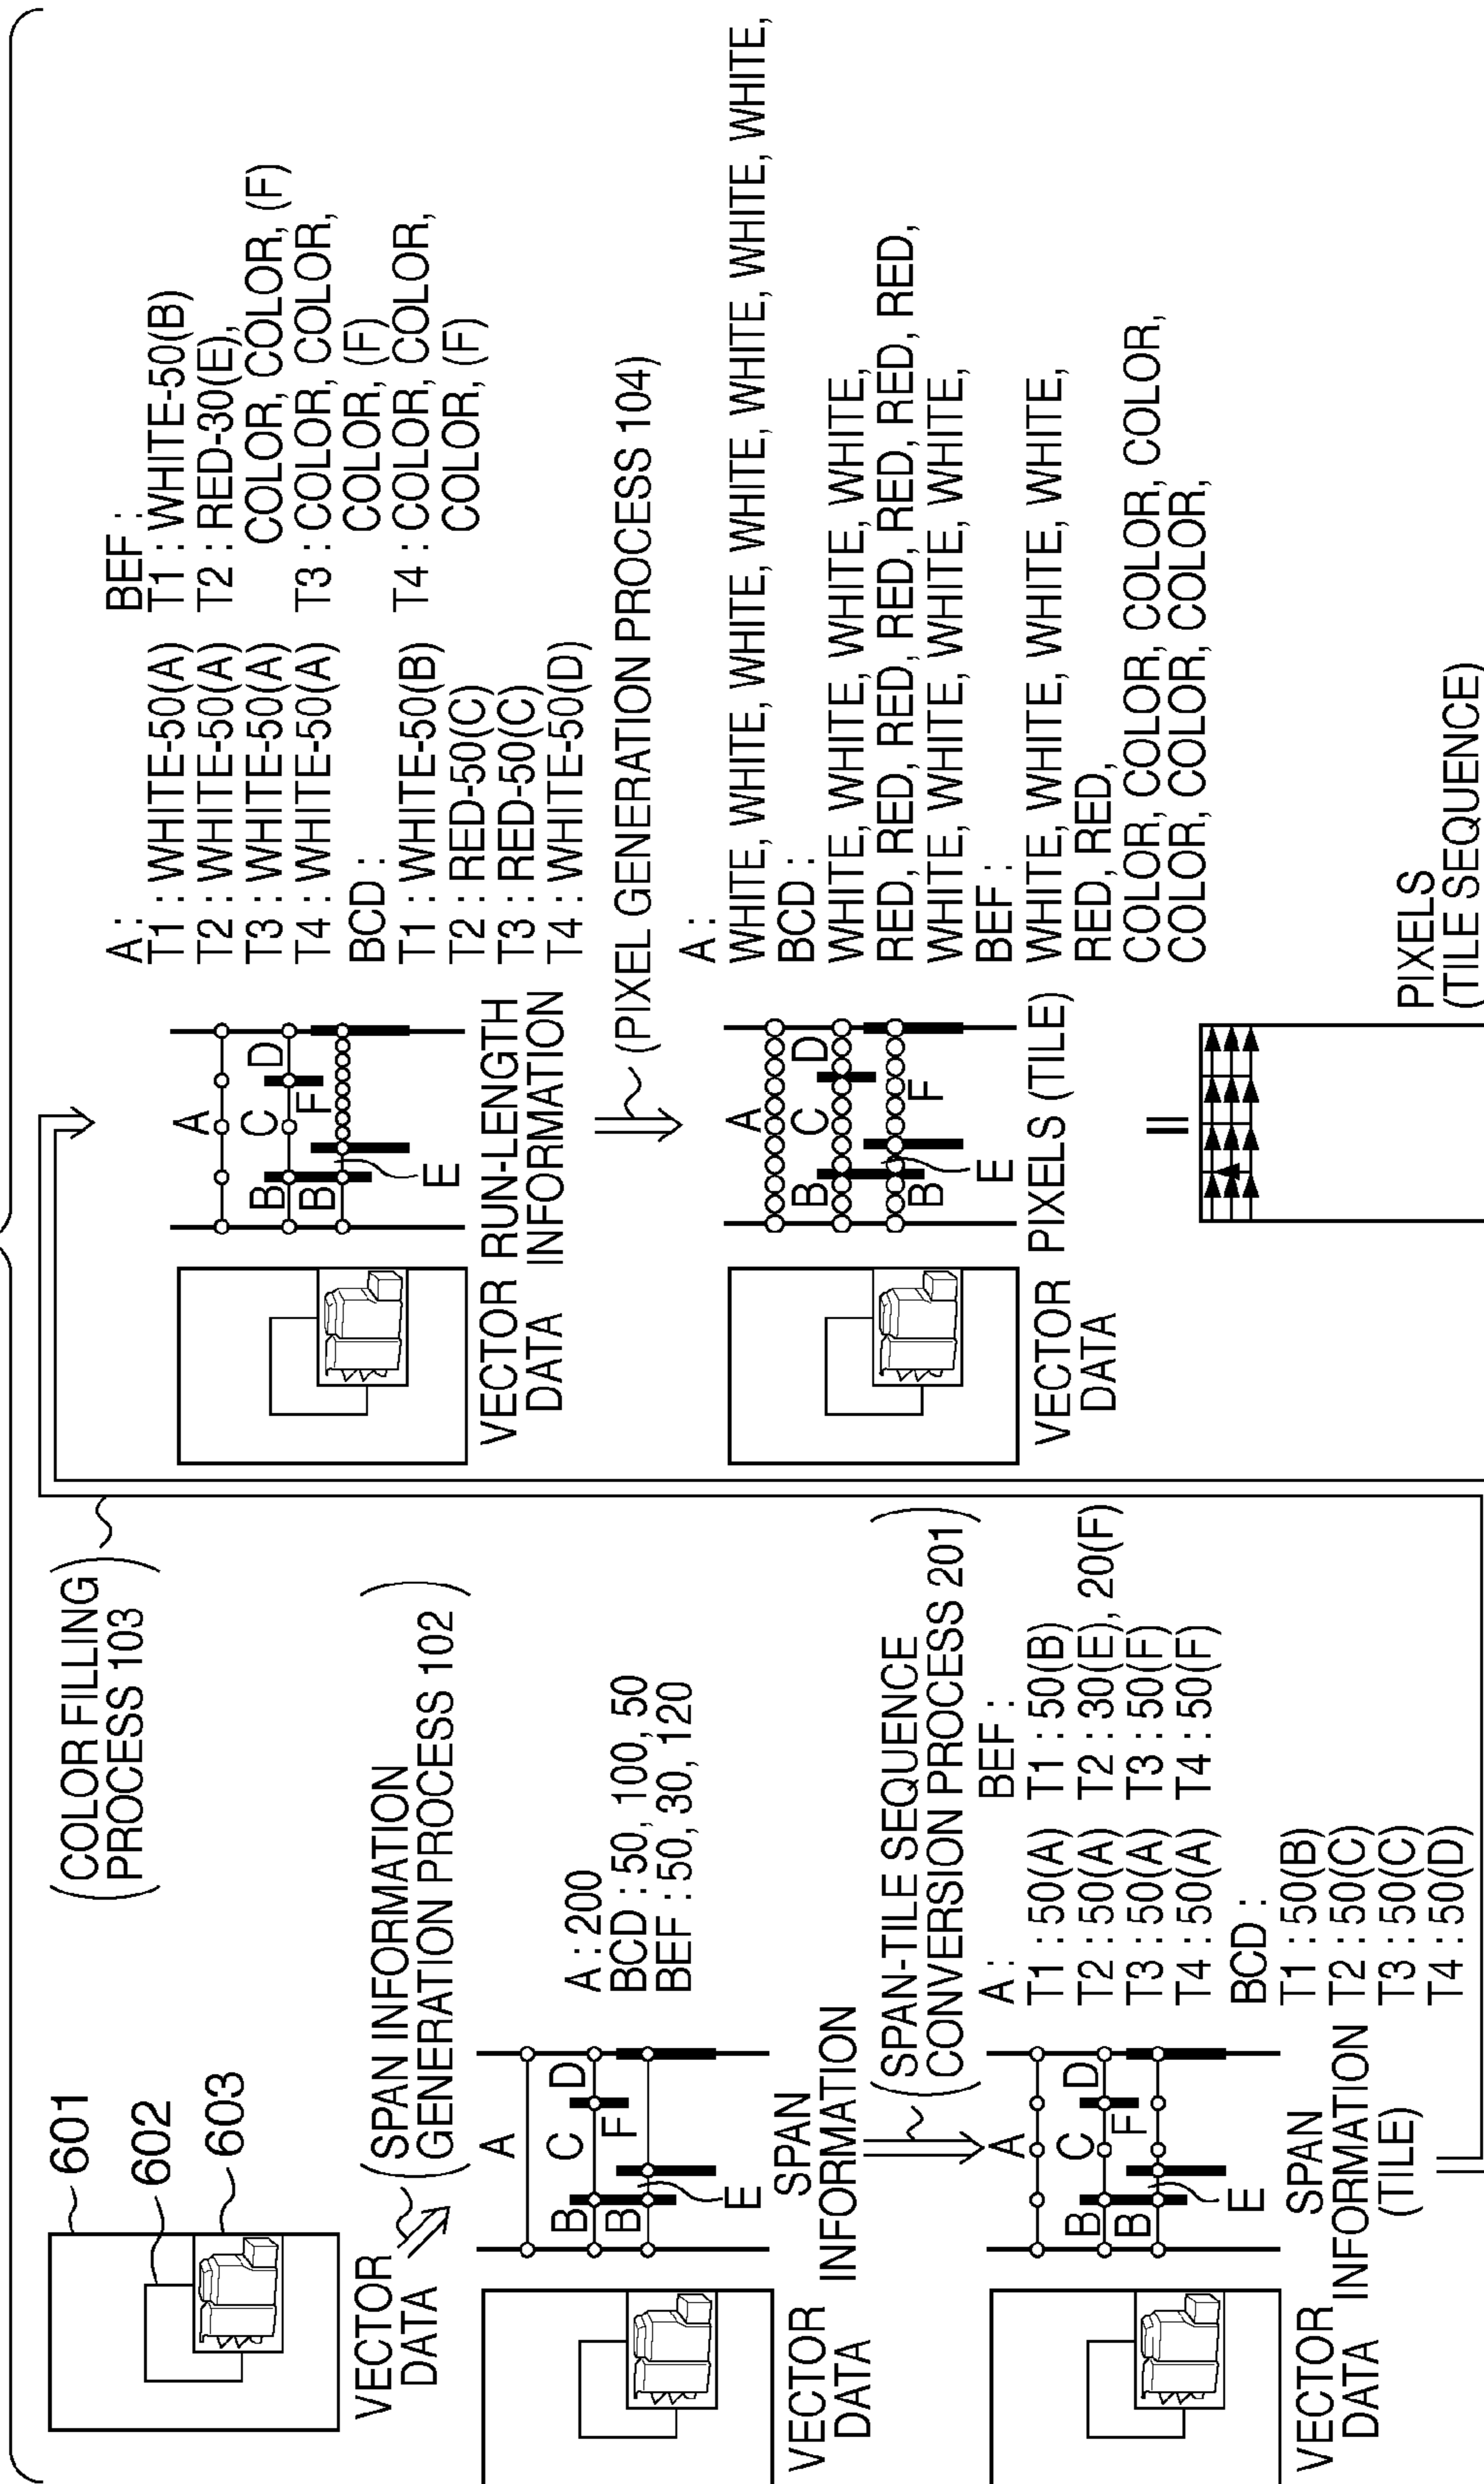 601
602
603
VECTOR
DATA
(SPAN INFORMATION
GENERATION PROCESS 102)
VECTOR
DATA
A
B
C
D
B
F
E
SPAN
INFORMATION
A : 200
BCD : 50, 100, 50
BEF : 50, 30, 120
(SPAN-TILE SEQUENCE
CONVERSION PROCESS 201)
VECTOR
DATA
A
B
C
D
B
F
E
SPAN
INFORMATION
(TILE)
A :
T1 : 50(A)
T2 : 50(A)
T3 : 50(A)
T4 : 50(A)
BCD :
T1 : 50(B)
T2 : 50(C)
T3 : 50(C)
T4 : 50(D)
BEF :
T1 : 50(B)
T2 : 30(E), 20(F)
T3 : 50(F)
T4 : 50(F)
(COLOR FILLING
PROCESS 103)
VECTOR
DATA
A
B
C
D
B
F
E
RUN-LENGTH
INFORMATION
A :
T1 : WHITE-50(A)
T2 : WHITE-50(A)
T3 : WHITE-50(A)
T4 : WHITE-50(A)
BCD :
T1 : WHITE-50(B)
T2 : RED-50(C)
T3 : RED-50(C)
T4 : WHITE-50(D)
BEF :
T1 : WHITE-50(B)
T2 : RED-30(E),
COLOR, COLOR, (F)
T3 : COLOR, COLOR,
COLOR, (F)
T4 : COLOR, COLOR,
COLOR, (F)
(PIXEL GENERATION PROCESS 104)
VECTOR
DATA
A
B
C
D
B
F
E
PIXELS (TILE)
A :
WHITE, WHITE, WHITE, WHITE, WHITE, WHITE, WHITE, WHITE,
BCD :
WHITE, WHITE, WHITE, WHITE, WHITE,
RED, RED, RED, RED, RED, RED, RED, RED,
WHITE, WHITE, WHITE, WHITE, WHITE,
BEF :
WHITE, WHITE, WHITE, WHITE, WHITE,
RED, RED,
COLOR, COLOR, COLOR, COLOR, COLOR,
COLOR, COLOR, COLOR, COLOR,
PIXELS
(TILE SEQUENCE)